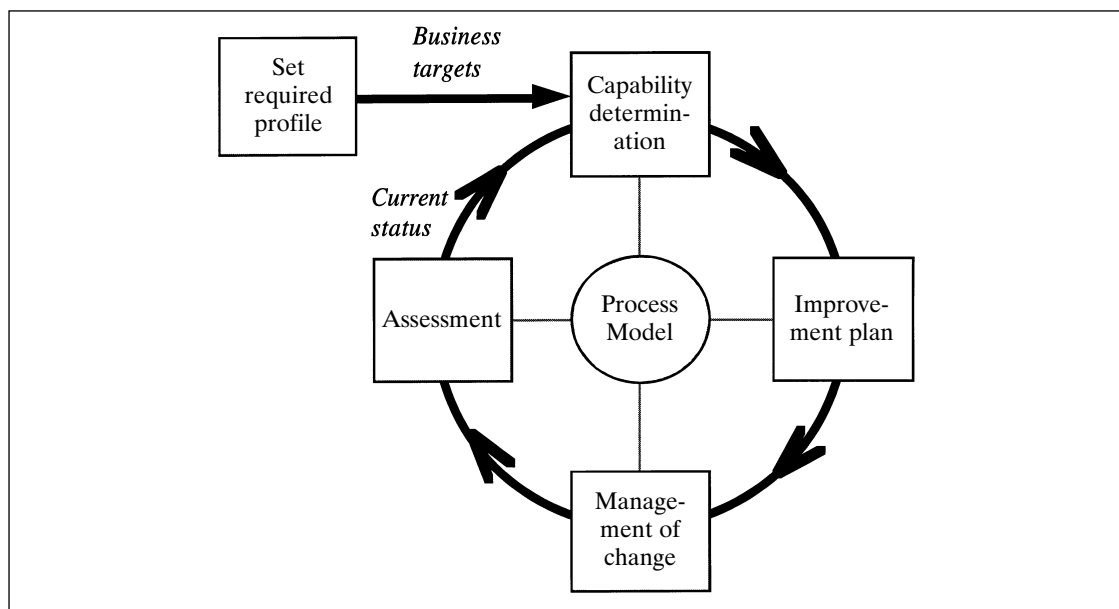 Set
required
profile
Business
targets
Capability
determin-
ation
Current
status
Assessment
Process
Model
Improve-
ment plan
Manage-
ment of
change